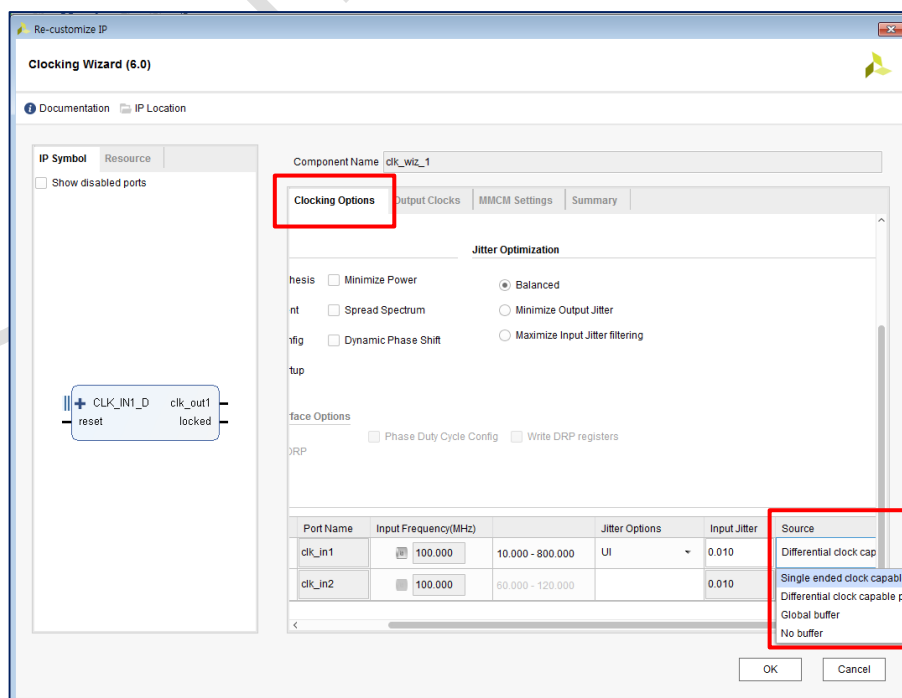 Re-customize IP
Clocking Wizard (6.0)
Documentation IP Location
IP Symbol Resource
Show disabled ports
CLK_IN1_D clk_out1
reset locked
Component Name clk_wiz_1
Clocking Options Output Clocks MMCM Settings Summary
Jitter Optimization
hesis Minimize Power Balanced
nt Spread Spectrum Minimize Output Jitter
nfig Dynamic Phase Shift Maximize Input Jitter filtering
rtup
rface Options
Phase Duty Cycle Config Write DRP registers
DRP
Port Name Input Frequency(MHz) Jitter Options Input Jitter Source
clk_in1 100.000 10.000 - 800.000 UI 0.010 Differential clock cap
clk_in2 100.000 60.000 - 120.000 0.010
Single ended clock capabl
Differential clock capable p
Global buffer
No buffer
OK Cancel